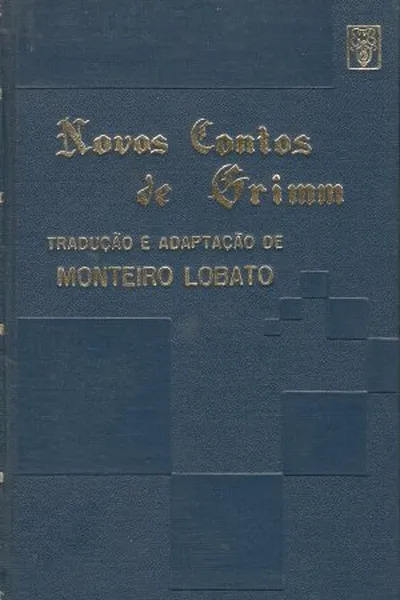 Novos Contos
de Grimm
TRADUÇÃO E ADAPTAÇÃO DE
MONTEIRO LOBATO